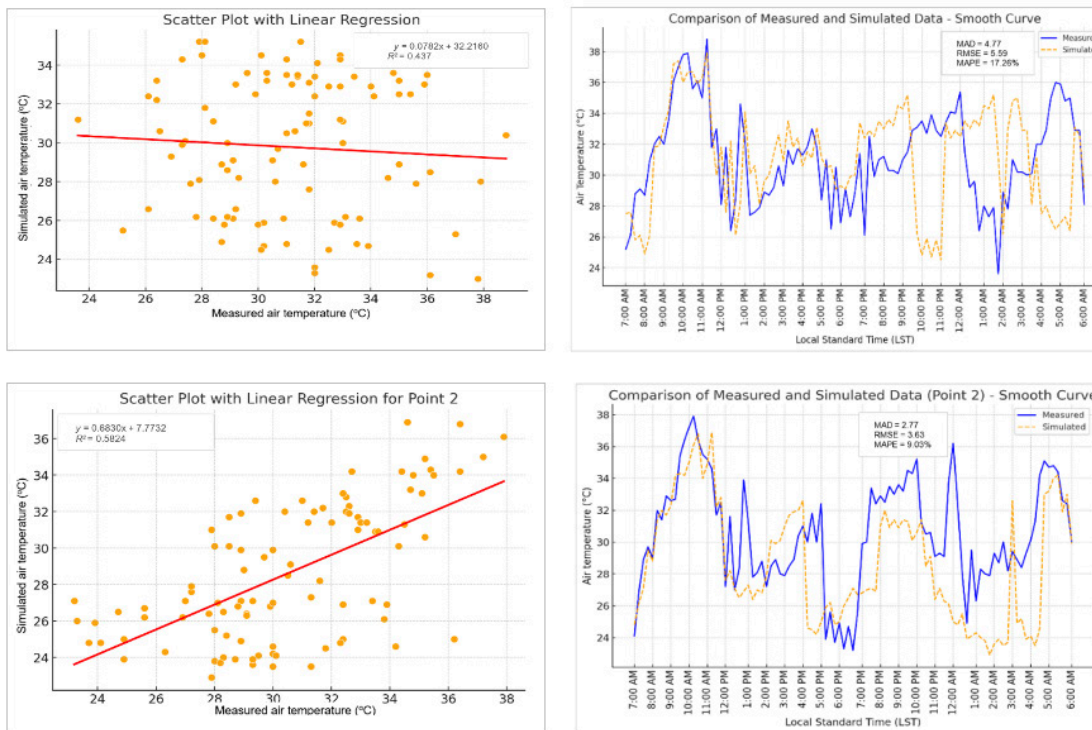 Scatter Plot with Linear Regression
y = 0.0782x + 32.2160
R² = 0.437
Simulated air temperature (°C)
34
32
30
28
26
24
24
26
28
30
32
34
36
38
Measured air temperature (°C)
Comparison of Measured and Simulated Data - Smooth Curve
MAD = 4.77
RMSE = 5.59
MAPE = 17.26%
Measure
Simulate
Air Temperature (°C)
38
36
34
32
30
28
26
24
7:00 AM
8:00 AM
9:00 AM
10:00 AM
11:00 AM
12:00 PM
1:00 PM
2:00 PM
3:00 PM
4:00 PM
5:00 PM
6:00 PM
7:00 PM
8:00 PM
9:00 PM
10:00 PM
11:00 PM
12:00 AM
1:00 AM
2:00 AM
3:00 AM
4:00 AM
5:00 AM
6:00 AM
Local Standard Time (LST)
Scatter Plot with Linear Regression for Point 2
y = 0.6830x + 7.7732
R² = 0.5824
Simulated air temperature (°C)
36
34
32
30
28
26
24
24
26
28
30
32
34
36
38
Measured air temperature (°C)
Comparison of Measured and Simulated Data (Point 2) - Smooth Curve
MAD = 2.77
RMSE = 3.63
MAPE = 9.03%
Measured
Simulated
Air temperature (°C)
38
36
34
32
30
28
26
24
7:00 AM
8:00 AM
9:00 AM
10:00 AM
11:00 AM
12:00 PM
1:00 PM
2:00 PM
3:00 PM
4:00 PM
5:00 PM
6:00 PM
7:00 PM
8:00 PM
9:00 PM
10:00 PM
11:00 PM
12:00 AM
1:00 AM
2:00 AM
3:00 AM
4:00 AM
5:00 AM
6:00 AM
Local Standard Time (LST)